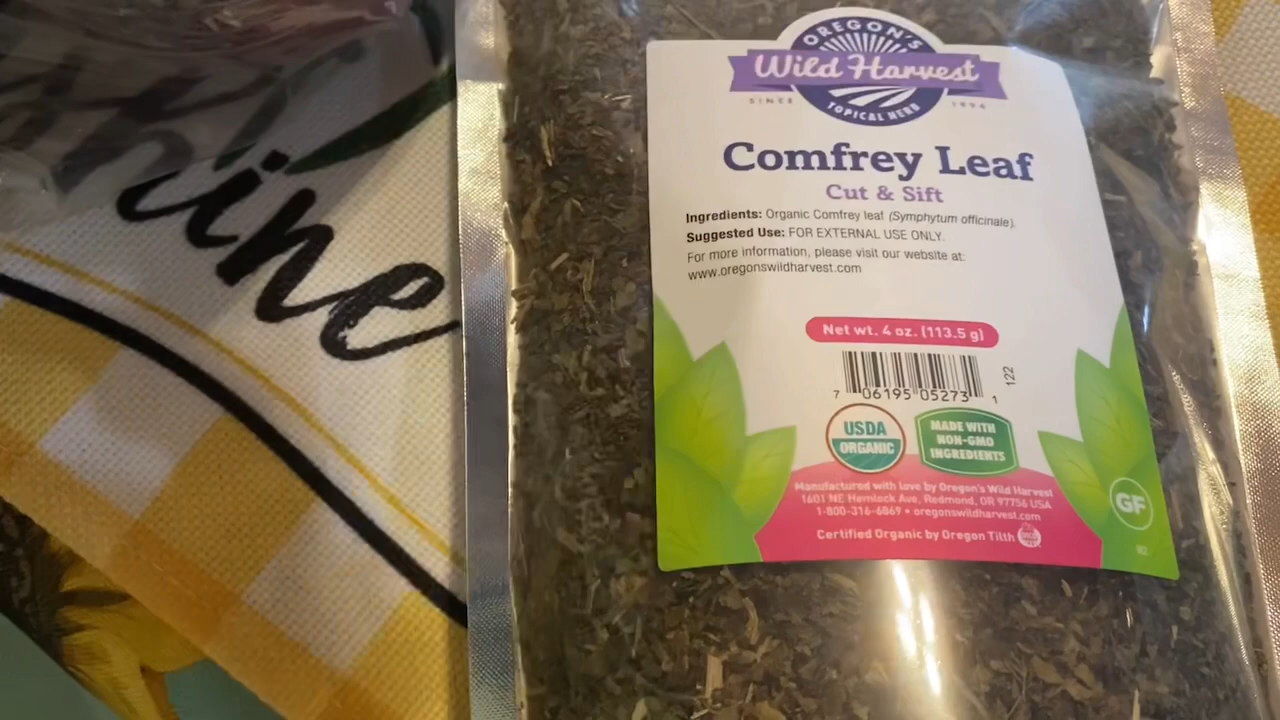 hine
OREGON'S
Wild Harvest
SINCE 1994
TOPICAL HERB
Comfrey Leaf
Cut & Sift
Ingredients: Organic Comfrey leaf (Symphytum officinale).
Suggested Use: FOR EXTERNAL USE ONLY.
For more information, please visit our website at:
www.oregonswildharvest.com
Net wt. 4 oz. (113.5 g)
122
7 06195 05273 1
USDA
ORGANIC
MADE WITH
NON-GMO
INGREDIENTS
Manufactured with love by Oregon's Wild Harvest
1601 NE Hemlock Ave, Redmond, OR 97756 USA
1-800-316-6869 • oregonswildharvest.com
GF
Certified Organic by Oregon Tilth